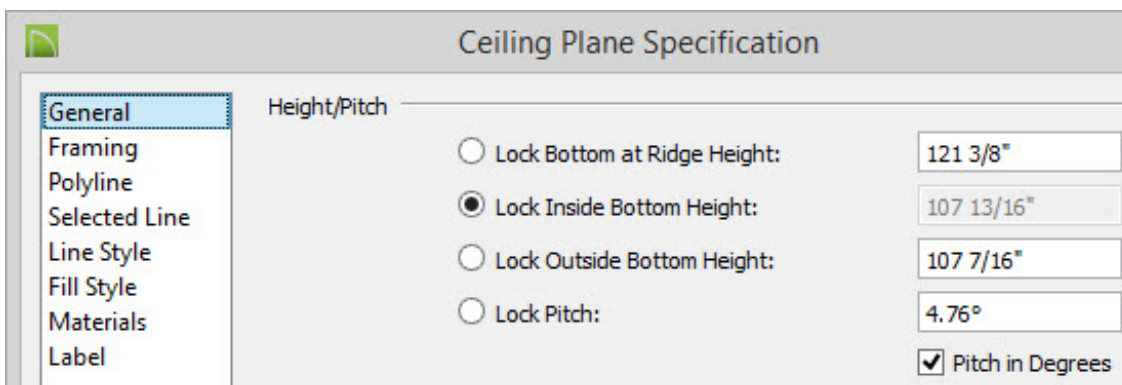 Ceiling Plane Specification
General
Framing
Polyline
Selected Line
Line Style
Fill Style
Materials
Label
Height/Pitch
Lock Bottom at Ridge Height: 121 3/8"
Lock Inside Bottom Height: 107 13/16"
Lock Outside Bottom Height: 107 7/16"
Lock Pitch: 4.76°
Pitch in Degrees